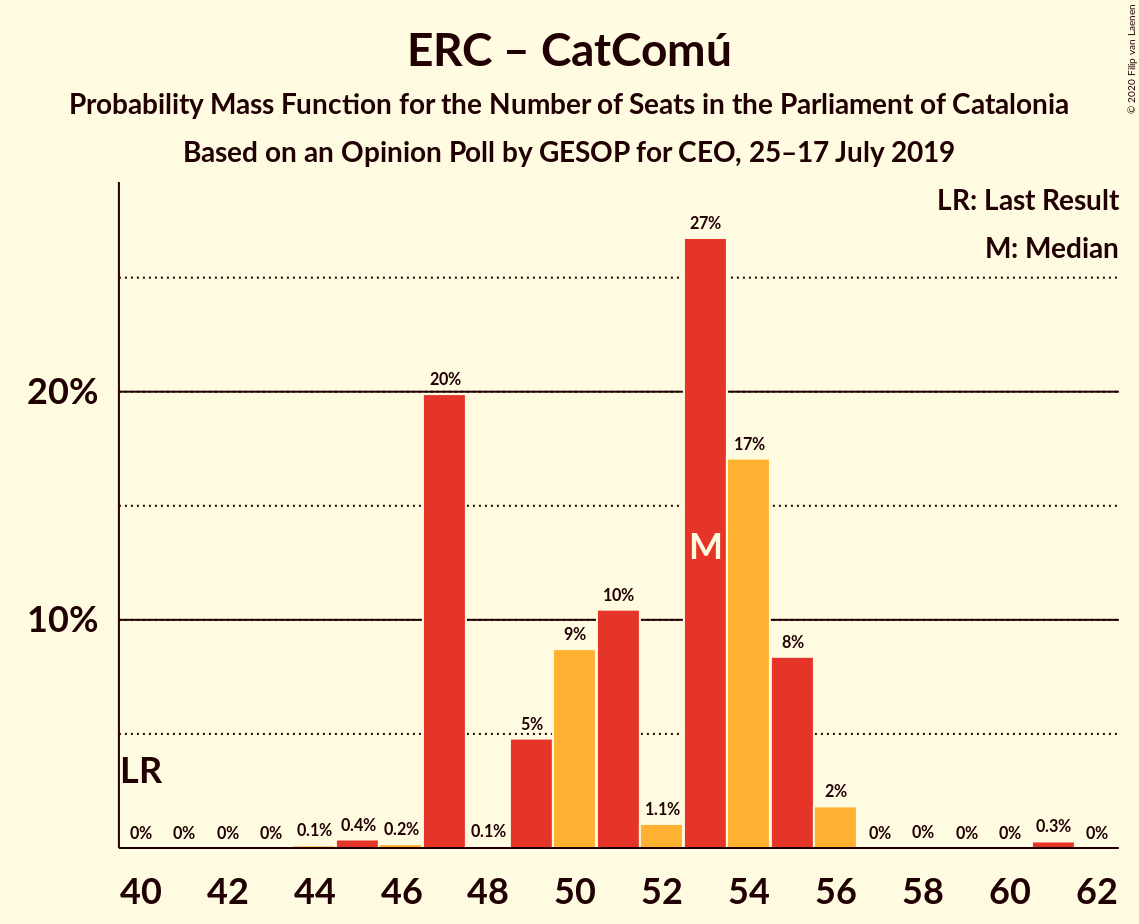 ERC – CatComú
Probability Mass Function for the Number of Seats in the Parliament of Catalonia
Based on an Opinion Poll by GESOP for CEO, 25–17 July 2019
© 2020 Filip van Laenen
LR: Last Result
M: Median
27%
20%
20%
17%
M
10%
10%
9%
8%
5%
LR
2%
1.1%
0% 0% 0% 0% 0.1% 0.4% 0.2% 0.1% 0% 0% 0% 0% 0.3% 0%
40 42 44 46 48 50 52 54 56 58 60 62